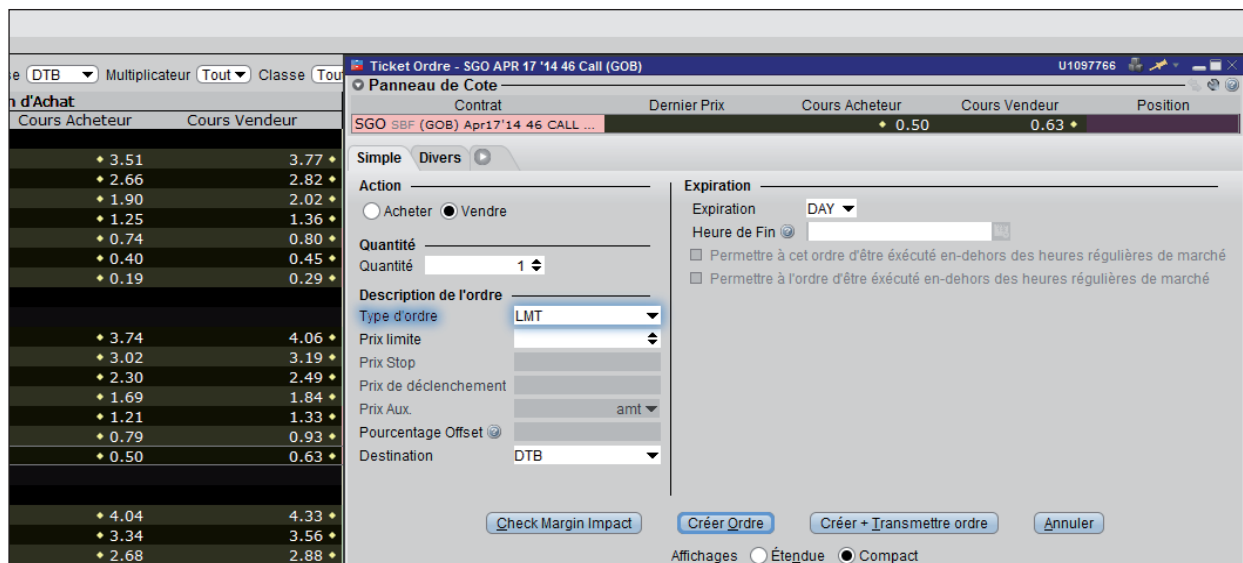 e DTB Multiplicateur Tout Classe Tou
n d'Achat
Cours Acheteur Cours Vendeur
3.51 3.77
2.66 2.82
1.90 2.02
1.25 1.36
0.74 0.80
0.40 0.45
0.19 0.29
3.74 4.06
3.02 3.19
2.30 2.49
1.69 1.84
1.21 1.33
0.79 0.93
0.50 0.63
4.04 4.33
3.34 3.56
2.68 2.88
Ticket Ordre - SGO APR 17 '14 46 Call (GOB) U1097766
Panneau de Cote
Contrat Dernier Prix Cours Acheteur Cours Vendeur Position
SGO SBF (GOB) Apr17'14 46 CALL ... 0.50 0.63
Simple Divers
Action
Acheter Vendre
Quantité
Quantité 1
Description de l'ordre
Type d'ordre LMT
Prix limite
Prix Stop
Prix de déclenchement
Prix Aux. amt
Pourcentage Offset
Destination DTB
Expiration
Expiration DAY
Heure de Fin
Permettre à cet ordre d'être éxécuté en-dehors des heures régulières de marché
Permettre à l'ordre d'être éxécuté en-dehors des heures régulières de marché
Check Margin Impact Créer Ordre Créer + Transmettre ordre Annuler
Affichages Étendue Compact